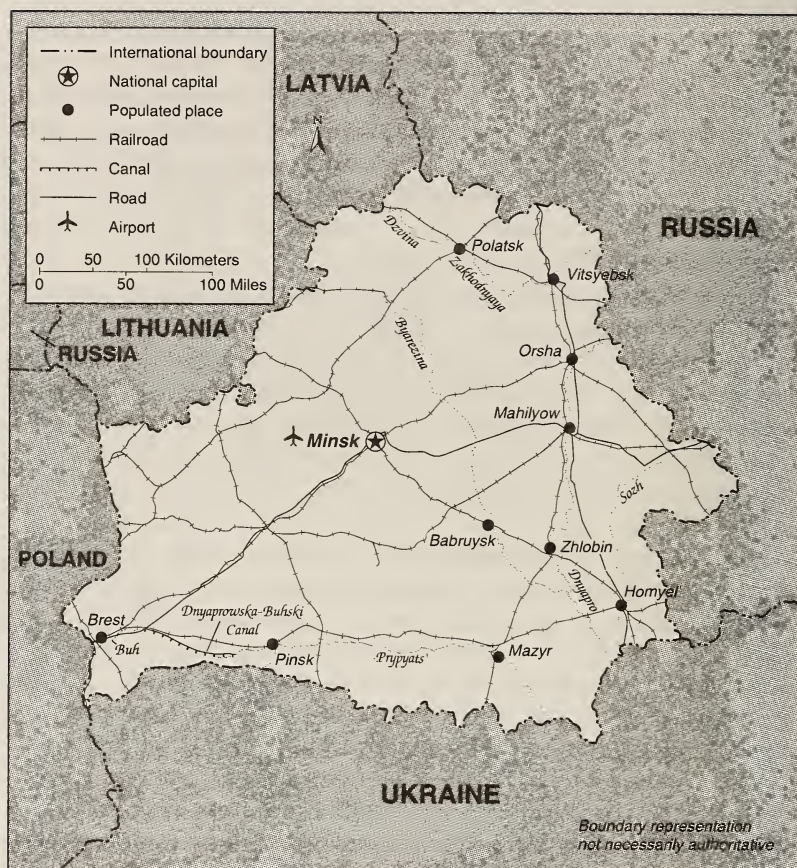 International boundary
National capital
Populated place
Railroad
Canal
Road
Airport
0 50 100 Kilometers
0 50 100 Miles
LATVIA
RUSSIA
LITHUANIA
RUSSIA
POLAND
UKRAINE
Dzvina
Polatsk
Zakhodnyaya
Vitsyebsk
Byarezina
Orsha
Mahilyow
Minsk
Sozh
Babruysk
Zhlobin
Dnyapro
Homyel
Brest
Buh
Dnyaprowska-Buhski
Canal
Pinsk
Prypyats'
Mazyr
Boundary representation
not necessarily authoritative